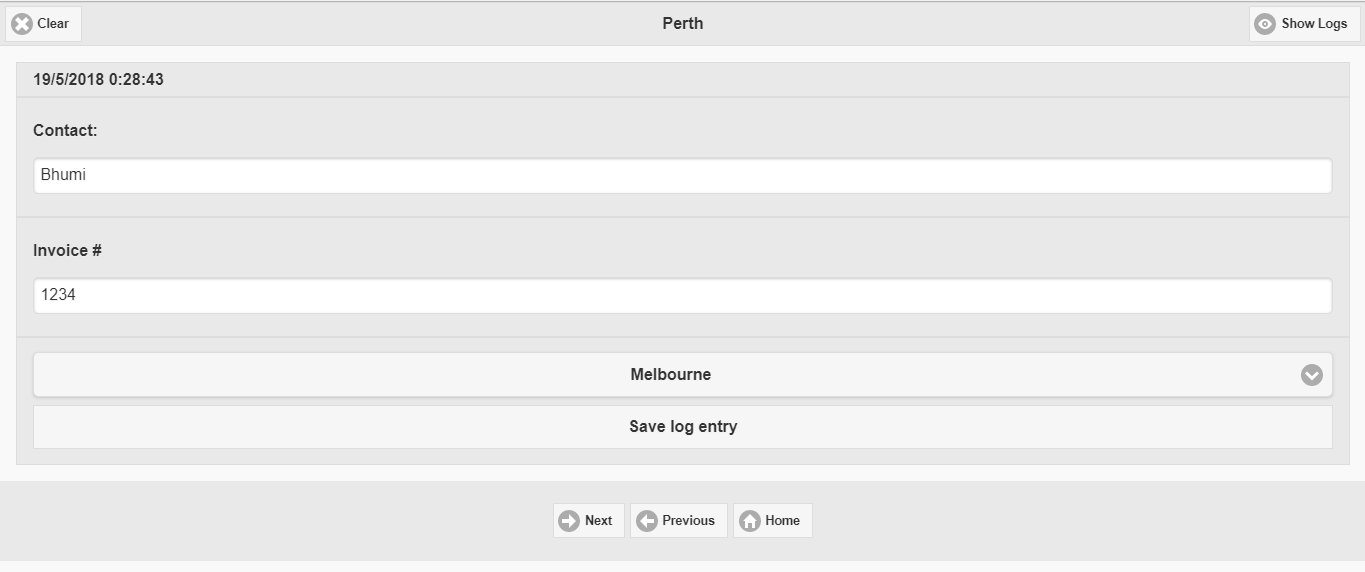 Clear
Perth
Show Logs
19/5/2018 0:28:43
Contact:
Bhumi
Invoice #
1234
Melbourne
Save log entry
Next
Previous
Home